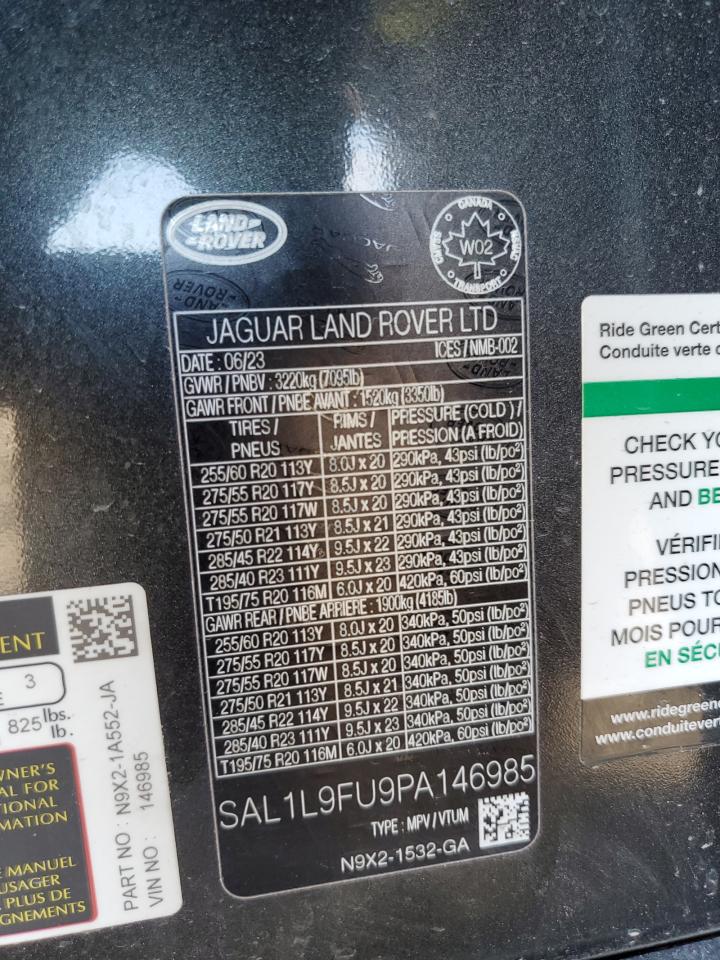 LAND ROVER
CANADA
CMVSS W02 NSVAC
TRANSPORT
JAGUAR LAND ROVER LTD
DATE : 06/23 ICES / NMB-002
GVWR / PNBV : 3220kg (7095lb)
GAWR FRONT / PNBE AVANT : 1520kg (3350lb)
TIRES / PNEUS RIMS / JANTES PRESSURE (COLD) / PRESSION (A FROID)
255/60 R20 113Y 8.0J x 20 290kPa, 43psi (lb/po²)
275/55 R20 117Y 8.5J x 20 290kPa, 43psi (lb/po²)
275/55 R20 117W 8.5J x 20 290kPa, 43psi (lb/po²)
275/50 R21 113Y 8.5J x 21 290kPa, 43psi (lb/po²)
285/45 R22 114Y 9.5J x 22 290kPa, 43psi (lb/po²)
285/40 R23 111Y 9.5J x 23 290kPa, 43psi (lb/po²)
T195/75 R20 116M 6.0J x 20 420kPa, 60psi (lb/po²)
GAWR REAR / PNBE ARRIERE : 1900kg (4185lb)
255/60 R20 113Y 8.0J x 20 340kPa, 50psi (lb/po²)
275/55 R20 117Y 8.5J x 20 340kPa, 50psi (lb/po²)
275/55 R20 117W 8.5J x 20 340kPa, 50psi (lb/po²)
275/50 R21 113Y 8.5J x 21 340kPa, 50psi (lb/po²)
285/45 R22 114Y 9.5J x 22 340kPa, 50psi (lb/po²)
285/40 R23 111Y 9.5J x 23 340kPa, 50psi (lb/po²)
T195/75 R20 116M 6.0J x 20 420kPa, 60psi (lb/po²)
SAL1L9FU9PA146985
TYPE : MPV / VTUM
N9X2-1532-GA
ENT
E 3
825 lbs.
lb.
WNER'S
AL FOR
TIONAL
MATION
MANUEL
USAGER
PLUS DE
GNEMENTS
PART NO : N9X2-1A552-JA
VIN NO : 146985
Ride Green Cert
Conduite verte c
CHECK YO
PRESSURE
AND BE
VÉRIFI
PRESSION
PNEUS TO
MOIS POUR
EN SÉCU
www.ridegreen
www.conduitever